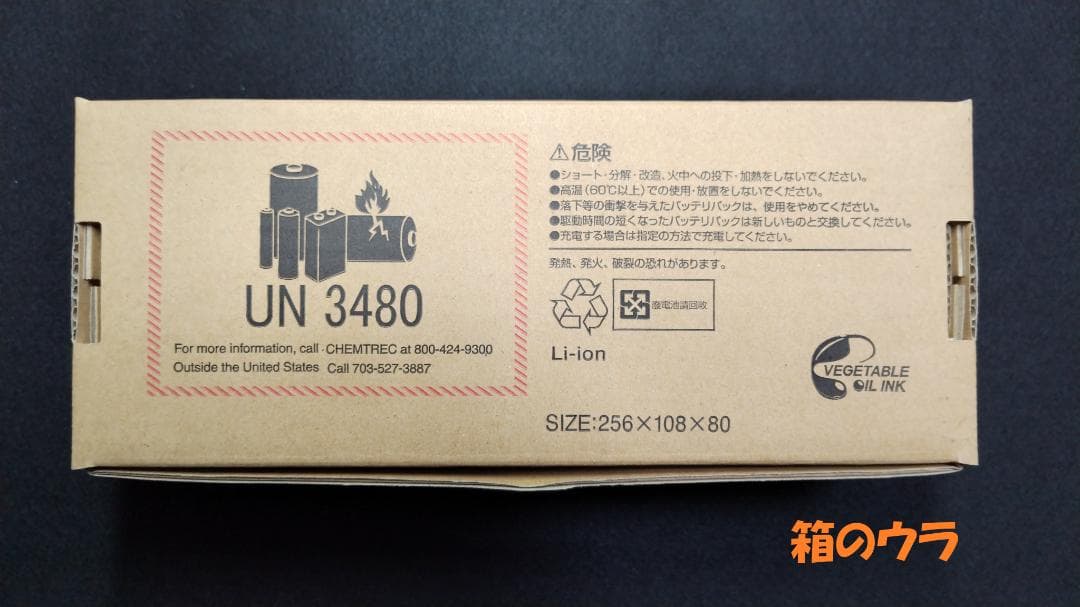 UN 3480
For more information, call CHEMTREC at 800-424-9300
Outside the United States Call 703-527-3887
⚠危険
●ショート・分解・改造、火中への投下・加熱をしないでください。
●高温(60℃以上)での使用・放置をしないでください。
●落下等の衝撃を与えたバッテリパックは、使用をやめてください。
●駆動時間の短くなったバッテリパックは新しいものと交換してください。
●充電する場合は指定の方法で充電してください。
発熱、発火、破裂の恐れがあります。
廢電池請回收
Li-ion
VEGETABLE
OIL INK
SIZE:256×108×80
箱のウラ